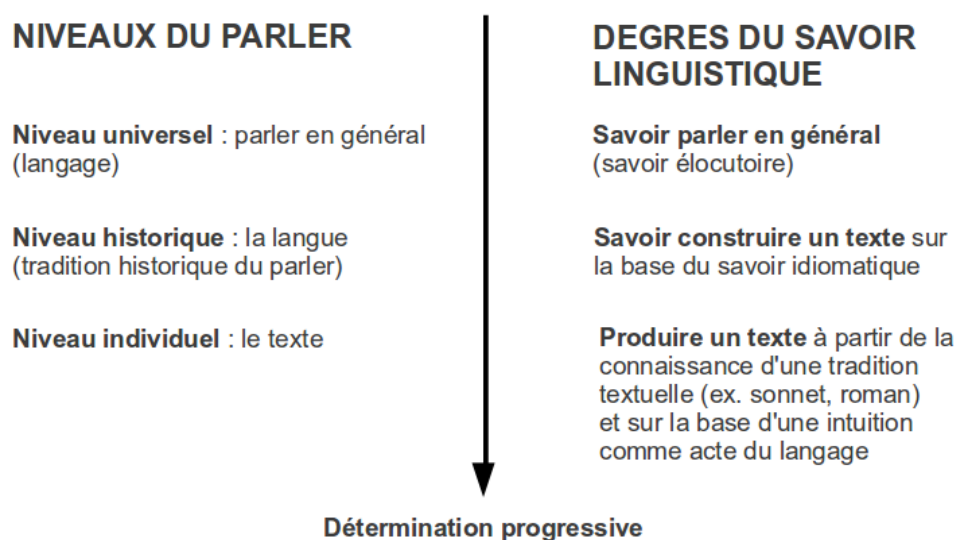 NIVEAUX DU PARLER
Niveau universel : parler en général
(langage)
Niveau historique : la langue
(tradition historique du parler)
Niveau individuel : le texte
DEGRES DU SAVOIR
LINGUISTIQUE
Savoir parler en général
(savoir élocutoire)
Savoir construire un texte sur
la base du savoir idiomatique
Produire un texte à partir de la
connaissance d'une tradition
textuelle (ex. sonnet, roman)
et sur la base d'une intuition
comme acte du langage
Détermination progressive